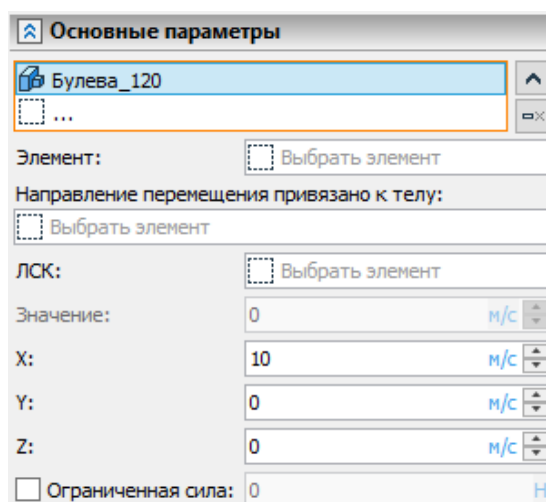 Основные параметры
Булева_120
...
Элемент: Выбрать элемент
Направление перемещения привязано к телу:
Выбрать элемент
ЛСК: Выбрать элемент
Значение: 0 м/с
X: 10 м/с
Y: 0 м/с
Z: 0 м/с
Ограниченная сила: 0 Н